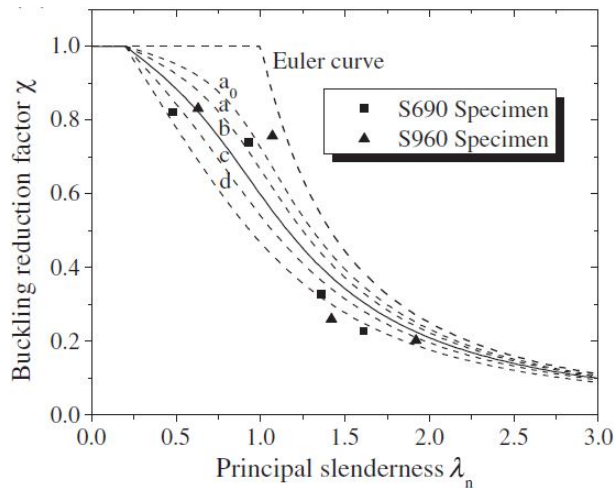 1.0
0.8
0.6
0.4
0.2
0.0
Buckling reduction factor χ
Euler curve
a₀
a
b
c
d
S690 Specimen
S960 Specimen
0.0 0.5 1.0 1.5 2.0 2.5 3.0
Principal slenderness λₙ